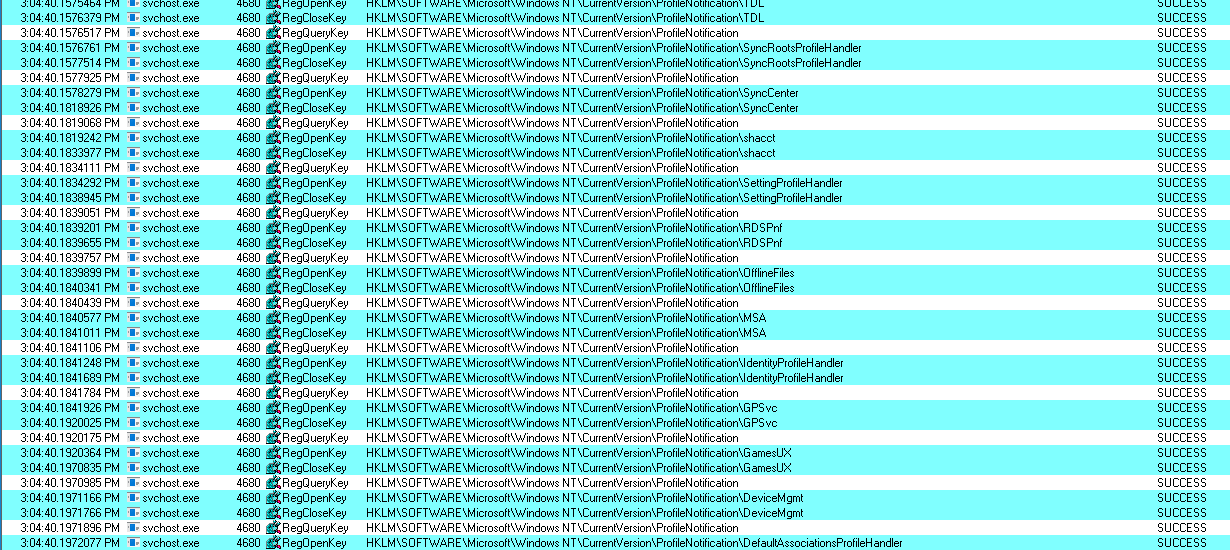 3:04:40.1575464 PM svchost.exe 4680 RegOpenKey HKLM\SOFTWARE\Microsoft\Windows NT\CurrentVersion\ProfileNotification\TDL SUCCESS
3:04:40.1576379 PM svchost.exe 4680 RegCloseKey HKLM\SOFTWARE\Microsoft\Windows NT\CurrentVersion\ProfileNotification\TDL SUCCESS
3:04:40.1576517 PM svchost.exe 4680 RegQueryKey HKLM\SOFTWARE\Microsoft\Windows NT\CurrentVersion\ProfileNotification SUCCESS
3:04:40.1576761 PM svchost.exe 4680 RegOpenKey HKLM\SOFTWARE\Microsoft\Windows NT\CurrentVersion\ProfileNotification\SyncRootsProfileHandler SUCCESS
3:04:40.1577514 PM svchost.exe 4680 RegCloseKey HKLM\SOFTWARE\Microsoft\Windows NT\CurrentVersion\ProfileNotification\SyncRootsProfileHandler SUCCESS
3:04:40.1577925 PM svchost.exe 4680 RegQueryKey HKLM\SOFTWARE\Microsoft\Windows NT\CurrentVersion\ProfileNotification SUCCESS
3:04:40.1578279 PM svchost.exe 4680 RegOpenKey HKLM\SOFTWARE\Microsoft\Windows NT\CurrentVersion\ProfileNotification\SyncCenter SUCCESS
3:04:40.1818926 PM svchost.exe 4680 RegCloseKey HKLM\SOFTWARE\Microsoft\Windows NT\CurrentVersion\ProfileNotification\SyncCenter SUCCESS
3:04:40.1819068 PM svchost.exe 4680 RegQueryKey HKLM\SOFTWARE\Microsoft\Windows NT\CurrentVersion\ProfileNotification SUCCESS
3:04:40.1819242 PM svchost.exe 4680 RegOpenKey HKLM\SOFTWARE\Microsoft\Windows NT\CurrentVersion\ProfileNotification\shacct SUCCESS
3:04:40.1833977 PM svchost.exe 4680 RegCloseKey HKLM\SOFTWARE\Microsoft\Windows NT\CurrentVersion\ProfileNotification\shacct SUCCESS
3:04:40.1834111 PM svchost.exe 4680 RegQueryKey HKLM\SOFTWARE\Microsoft\Windows NT\CurrentVersion\ProfileNotification SUCCESS
3:04:40.1834292 PM svchost.exe 4680 RegOpenKey HKLM\SOFTWARE\Microsoft\Windows NT\CurrentVersion\ProfileNotification\SettingProfileHandler SUCCESS
3:04:40.1838945 PM svchost.exe 4680 RegCloseKey HKLM\SOFTWARE\Microsoft\Windows NT\CurrentVersion\ProfileNotification\SettingProfileHandler SUCCESS
3:04:40.1839051 PM svchost.exe 4680 RegQueryKey HKLM\SOFTWARE\Microsoft\Windows NT\CurrentVersion\ProfileNotification SUCCESS
3:04:40.1839201 PM svchost.exe 4680 RegOpenKey HKLM\SOFTWARE\Microsoft\Windows NT\CurrentVersion\ProfileNotification\RDSPnf SUCCESS
3:04:40.1839655 PM svchost.exe 4680 RegCloseKey HKLM\SOFTWARE\Microsoft\Windows NT\CurrentVersion\ProfileNotification\RDSPnf SUCCESS
3:04:40.1839757 PM svchost.exe 4680 RegQueryKey HKLM\SOFTWARE\Microsoft\Windows NT\CurrentVersion\ProfileNotification SUCCESS
3:04:40.1839899 PM svchost.exe 4680 RegOpenKey HKLM\SOFTWARE\Microsoft\Windows NT\CurrentVersion\ProfileNotification\OfflineFiles SUCCESS
3:04:40.1840341 PM svchost.exe 4680 RegCloseKey HKLM\SOFTWARE\Microsoft\Windows NT\CurrentVersion\ProfileNotification\OfflineFiles SUCCESS
3:04:40.1840439 PM svchost.exe 4680 RegQueryKey HKLM\SOFTWARE\Microsoft\Windows NT\CurrentVersion\ProfileNotification SUCCESS
3:04:40.1840577 PM svchost.exe 4680 RegOpenKey HKLM\SOFTWARE\Microsoft\Windows NT\CurrentVersion\ProfileNotification\MSA SUCCESS
3:04:40.1841011 PM svchost.exe 4680 RegCloseKey HKLM\SOFTWARE\Microsoft\Windows NT\CurrentVersion\ProfileNotification\MSA SUCCESS
3:04:40.1841106 PM svchost.exe 4680 RegQueryKey HKLM\SOFTWARE\Microsoft\Windows NT\CurrentVersion\ProfileNotification SUCCESS
3:04:40.1841248 PM svchost.exe 4680 RegOpenKey HKLM\SOFTWARE\Microsoft\Windows NT\CurrentVersion\ProfileNotification\IdentityProfileHandler SUCCESS
3:04:40.1841689 PM svchost.exe 4680 RegCloseKey HKLM\SOFTWARE\Microsoft\Windows NT\CurrentVersion\ProfileNotification\IdentityProfileHandler SUCCESS
3:04:40.1841784 PM svchost.exe 4680 RegQueryKey HKLM\SOFTWARE\Microsoft\Windows NT\CurrentVersion\ProfileNotification SUCCESS
3:04:40.1841926 PM svchost.exe 4680 RegOpenKey HKLM\SOFTWARE\Microsoft\Windows NT\CurrentVersion\ProfileNotification\GPSvc SUCCESS
3:04:40.1920025 PM svchost.exe 4680 RegCloseKey HKLM\SOFTWARE\Microsoft\Windows NT\CurrentVersion\ProfileNotification\GPSvc SUCCESS
3:04:40.1920175 PM svchost.exe 4680 RegQueryKey HKLM\SOFTWARE\Microsoft\Windows NT\CurrentVersion\ProfileNotification SUCCESS
3:04:40.1920364 PM svchost.exe 4680 RegOpenKey HKLM\SOFTWARE\Microsoft\Windows NT\CurrentVersion\ProfileNotification\GamesUX SUCCESS
3:04:40.1970835 PM svchost.exe 4680 RegCloseKey HKLM\SOFTWARE\Microsoft\Windows NT\CurrentVersion\ProfileNotification\GamesUX SUCCESS
3:04:40.1970985 PM svchost.exe 4680 RegQueryKey HKLM\SOFTWARE\Microsoft\Windows NT\CurrentVersion\ProfileNotification SUCCESS
3:04:40.1971166 PM svchost.exe 4680 RegOpenKey HKLM\SOFTWARE\Microsoft\Windows NT\CurrentVersion\ProfileNotification\DeviceMgmt SUCCESS
3:04:40.1971766 PM svchost.exe 4680 RegCloseKey HKLM\SOFTWARE\Microsoft\Windows NT\CurrentVersion\ProfileNotification\DeviceMgmt SUCCESS
3:04:40.1971896 PM svchost.exe 4680 RegQueryKey HKLM\SOFTWARE\Microsoft\Windows NT\CurrentVersion\ProfileNotification SUCCESS
3:04:40.1972077 PM svchost.exe 4680 RegOpenKey HKLM\SOFTWARE\Microsoft\Windows NT\CurrentVersion\ProfileNotification\DefaultAssociationsProfileHandler SUCCESS